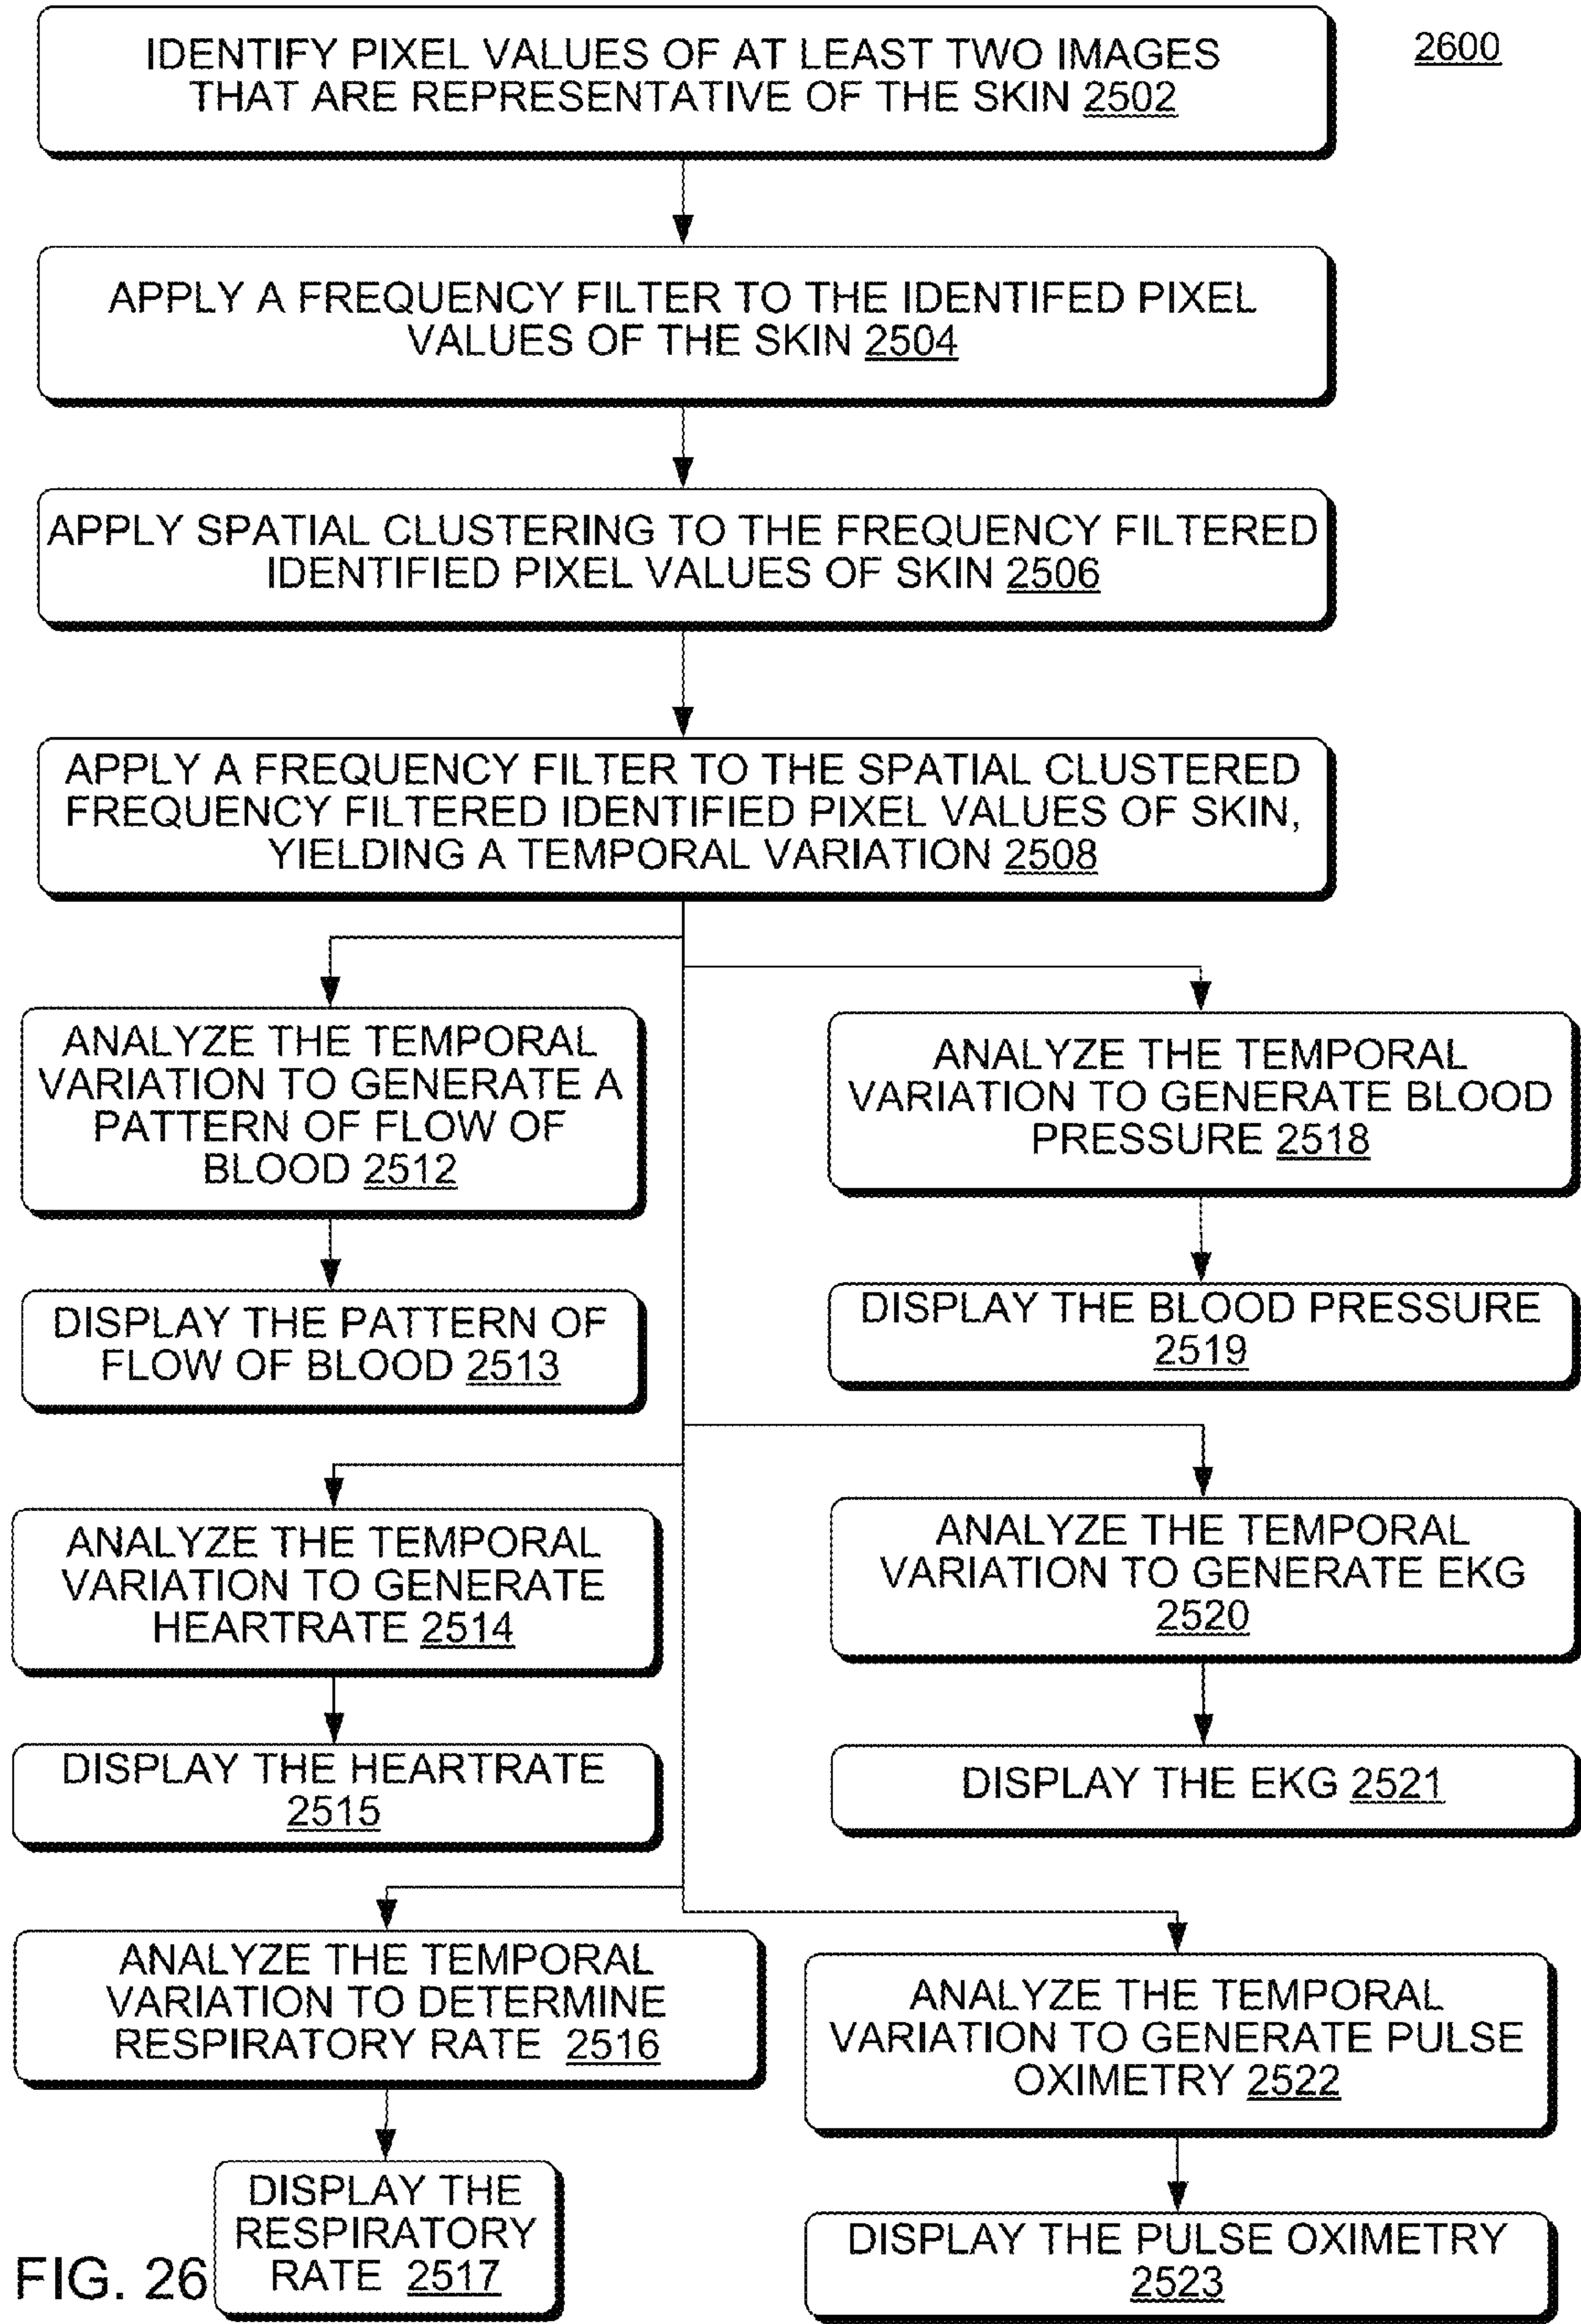 IDENTIFY PIXEL VALUES OF AT LEAST TWO IMAGES
THAT ARE REPRESENTATIVE OF THE SKIN 2502
2600
APPLY A FREQUENCY FILTER TO THE IDENTIFED PIXEL
VALUES OF THE SKIN 2504
APPLY SPATIAL CLUSTERING TO THE FREQUENCY FILTERED
IDENTIFIED PIXEL VALUES OF SKIN 2506
APPLY A FREQUENCY FILTER TO THE SPATIAL CLUSTERED
FREQUENCY FILTERED IDENTIFIED PIXEL VALUES OF SKIN,
YIELDING A TEMPORAL VARIATION 2508
ANALYZE THE TEMPORAL
VARIATION TO GENERATE A
PATTERN OF FLOW OF
BLOOD 2512
DISPLAY THE PATTERN OF
FLOW OF BLOOD 2513
ANALYZE THE TEMPORAL
VARIATION TO GENERATE BLOOD
PRESSURE 2518
DISPLAY THE BLOOD PRESSURE
2519
ANALYZE THE TEMPORAL
VARIATION TO GENERATE
HEARTRATE 2514
DISPLAY THE HEARTRATE
2515
ANALYZE THE TEMPORAL
VARIATION TO GENERATE EKG
2520
DISPLAY THE EKG 2521
ANALYZE THE TEMPORAL
VARIATION TO DETERMINE
RESPIRATORY RATE 2516
DISPLAY THE
RESPIRATORY
RATE 2517
ANALYZE THE TEMPORAL
VARIATION TO GENERATE PULSE
OXIMETRY 2522
DISPLAY THE PULSE OXIMETRY
2523
FIG. 26